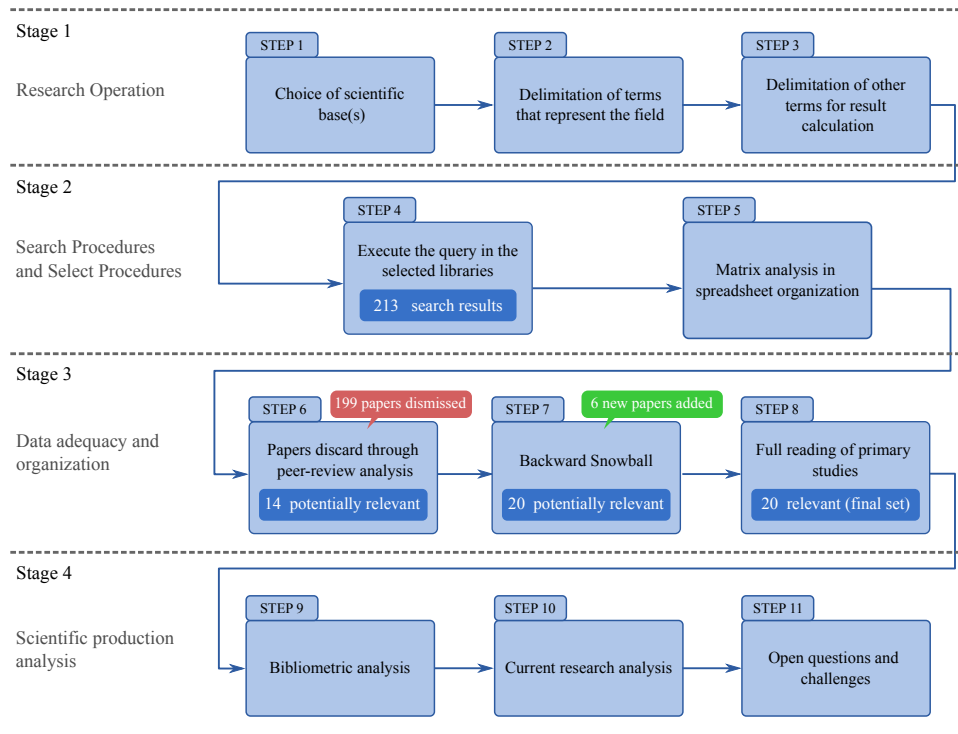 Stage 1
Research Operation
STEP 1
Choice of scientific
base(s)
STEP 2
Delimitation of terms
that represent the field
STEP 3
Delimitation of other
terms for result
calculation
Stage 2
Search Procedures
and Select Procedures
STEP 4
Execute the query in the
selected libraries
213 search results
STEP 5
Matrix analysis in
spreadsheet organization
Stage 3
Data adequacy and
organization
STEP 6
199 papers dismissed
Papers discard through
peer-review analysis
14 potentially relevant
STEP 7
6 new papers added
Backward Snowball
20 potentially relevant
STEP 8
Full reading of primary
studies
20 relevant (final set)
Stage 4
Scientific production
analysis
STEP 9
Bibliometric analysis
STEP 10
Current research analysis
STEP 11
Open questions and
challenges